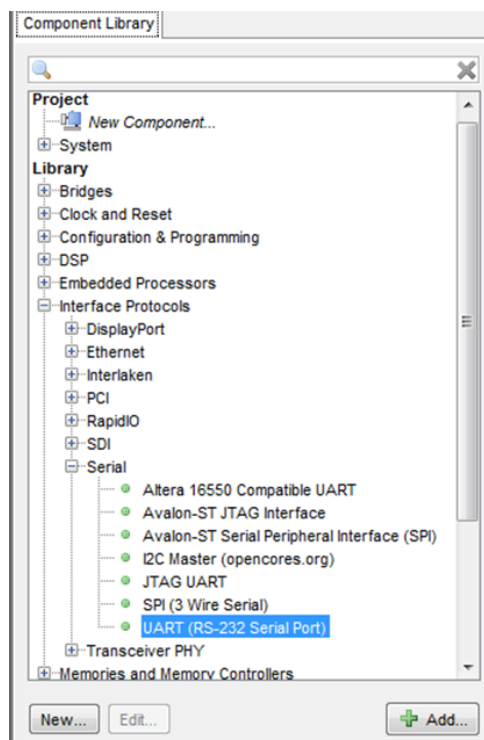 Component Library
Project
New Component...
System
Library
Bridges
Clock and Reset
Configuration & Programming
DSP
Embedded Processors
Interface Protocols
DisplayPort
Ethernet
Interlaken
PCI
RapidIO
SDI
Serial
Altera 16550 Compatible UART
Avalon-ST JTAG Interface
Avalon-ST Serial Peripheral Interface (SPI)
I2C Master (opencores.org)
JTAG UART
SPI (3 Wire Serial)
UART (RS-232 Serial Port)
Transceiver PHY
Memories and Memory Controllers
New... Edit... Add...